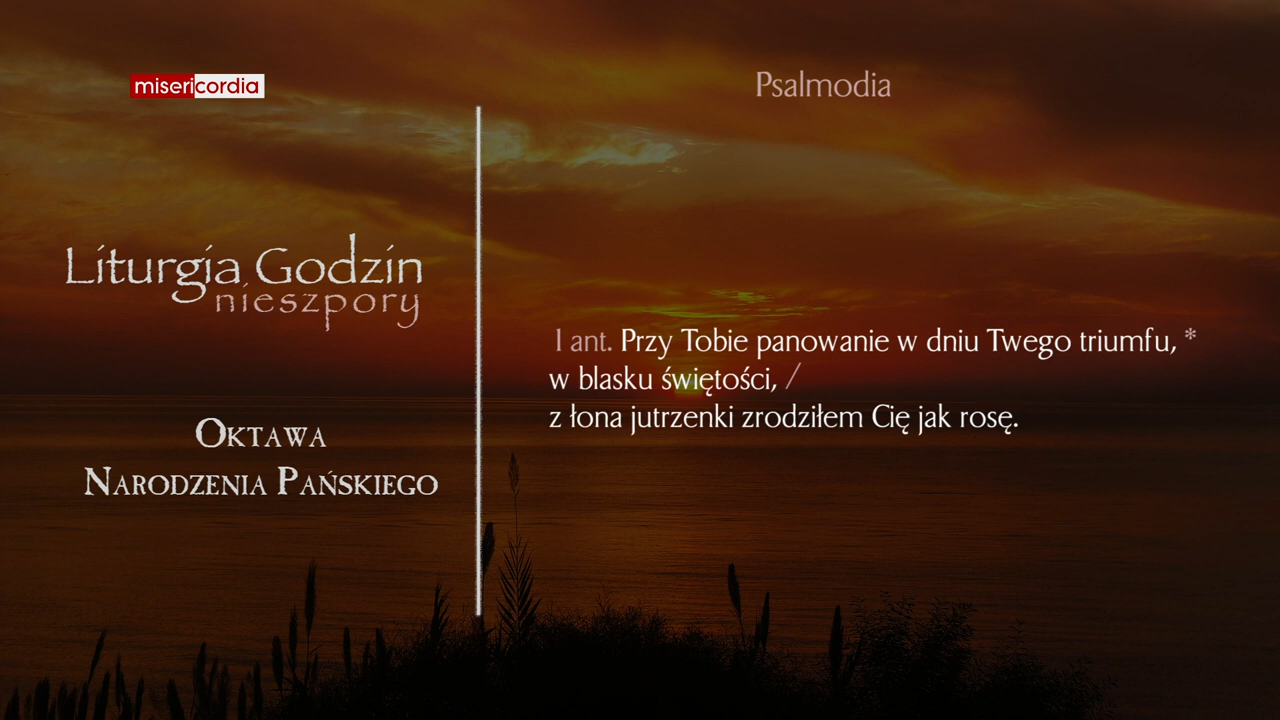 misericordia
Psalmodia
Liturgia Godzin
nieszpory
Oktawa
Narodzenia Pańskiego
1 ant. Przy Tobie panowanie w dniu Twego triumfu, *
w blasku świętości, /
z łona jutrzenki zrodziłem Cię jak rosę.